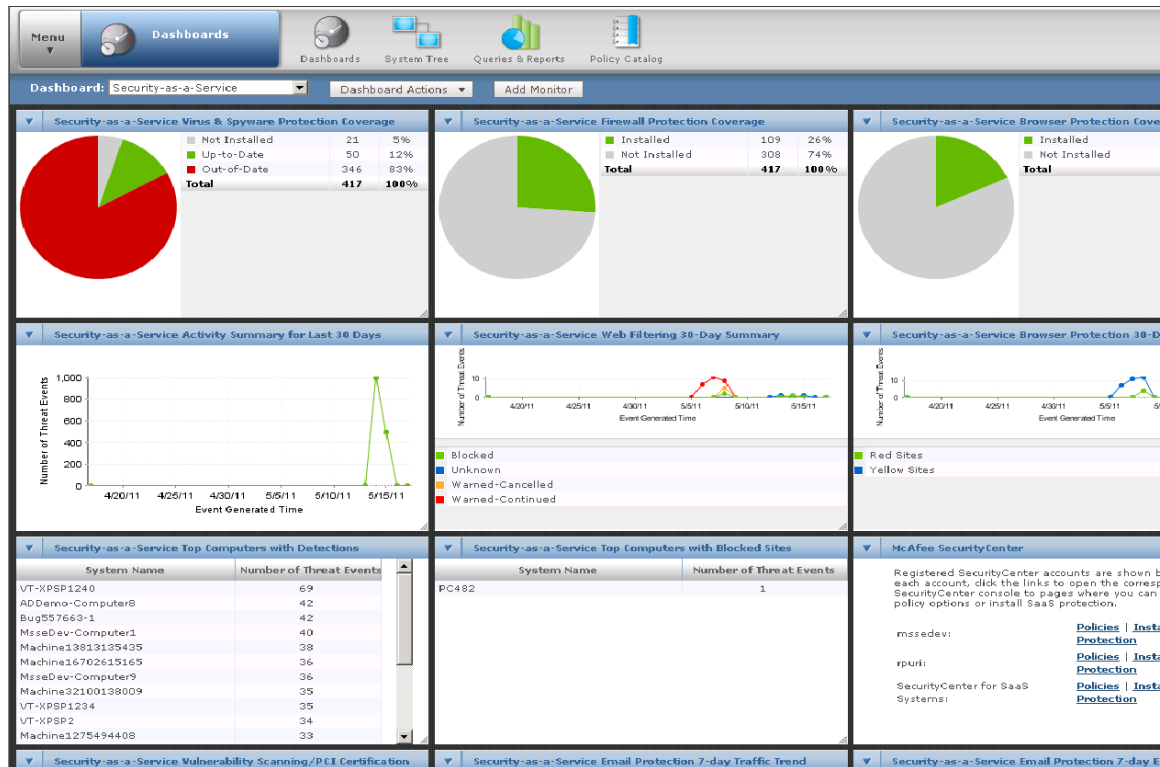 Menu
Dashboards
Dashboards
System Tree
Queries & Reports
Policy Catalog
Dashboard: Security-as-a-Service
Dashboard Actions
Add Monitor
Security-as-a-Service Virus & Spyware Protection Coverage
Not Installed 21 5%
Up-to-Date 50 12%
Out-of-Date 346 83%
Total 417 100%
Security-as-a-Service Firewall Protection Coverage
Installed 109 26%
Not Installed 308 74%
Total 417 100%
Security-as-a-Service Browser Protection Cove
Installed
Not Installed
Total
Security-as-a-Service Activity Summary for Last 30 Days
Number of Threat Events
1,000
800
600
400
200
0
4/20/11 4/25/11 4/30/11 5/5/11 5/10/11 5/15/11
Event Generated Time
Security-as-a-Service Web Filtering 30-Day Summary
Number of Threat Events
10
0
4/20/11 4/25/11 4/30/11 5/5/11 5/10/11 5/15/11
Event Generated Time
Blocked
Unknown
Warned-Cancelled
Warned-Continued
Security-as-a-Service Browser Protection 30-D
Number of Threat Events
10
0
4/20/11 4/25/11 4/30/11 5/5/11
Event Generated Time
Red Sites
Yellow Sites
Security-as-a-Service Top Computers with Detections
System Name Number of Threat Events
VT-XPSP1240 69
ADDemo-Computer8 42
Bug557663-1 42
MsseDev-Computer1 40
Machine13813135435 38
Machine16702615165 36
MsseDev-Computer9 36
Machine32100138009 35
VT-XPSP1234 35
VT-XPSP2 34
Machine1275494408 33
Security-as-a-Service Top Computers with Blocked Sites
System Name Number of Threat Events
PC482 1
McAfee SecurityCenter
Registered SecurityCenter accounts are shown b
each account, click the links to open the corresp
SecurityCenter console to pages where you can
policy options or install SaaS protection.
mssedev: Policies | Insta
Protection
rpuri: Policies | Insta
Protection
SecurityCenter for SaaS Policies | Insta
Systems: Protection
Security-as-a-Service Vulnerability Scanning/PCI Certification
Security-as-a-Service Email Protection 7-day Traffic Trend
Security-as-a-Service Email Protection 7-day E